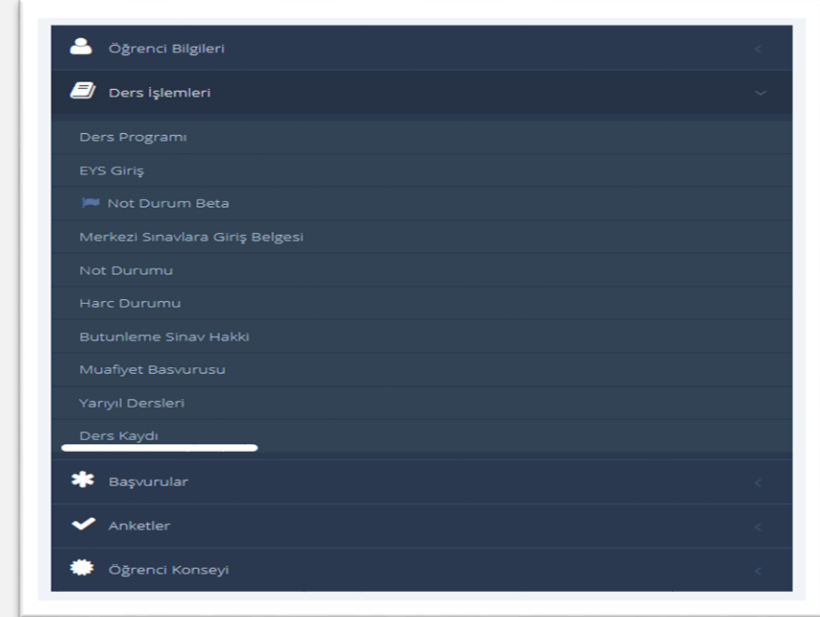 Öğrenci Bilgileri
Ders İşlemleri
Ders Programı
EYS Giriş
Not Durum Beta
Merkezi Sınavlara Giriş Belgesi
Not Durumu
Harc Durumu
Butunleme Sinav Hakki
Muafiyet Basvurusu
Yarıyıl Dersleri
Ders Kaydı
Başvurular
Anketler
Öğrenci Konseyi